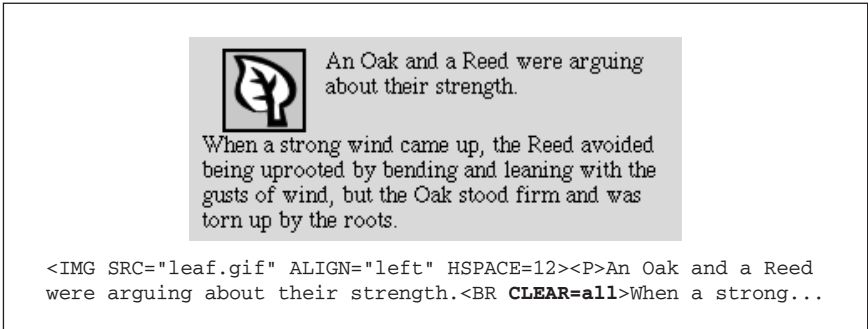 An Oak and a Reed were arguing
about their strength.
When a strong wind came up, the Reed avoided
being uprooted by bending and leaning with the
gusts of wind, but the Oak stood firm and was
torn up by the roots.
<IMG SRC="leaf.gif" ALIGN="left" HSPACE=12><P>An Oak and a Reed
were arguing about their strength.<BR CLEAR=all>When a strong...